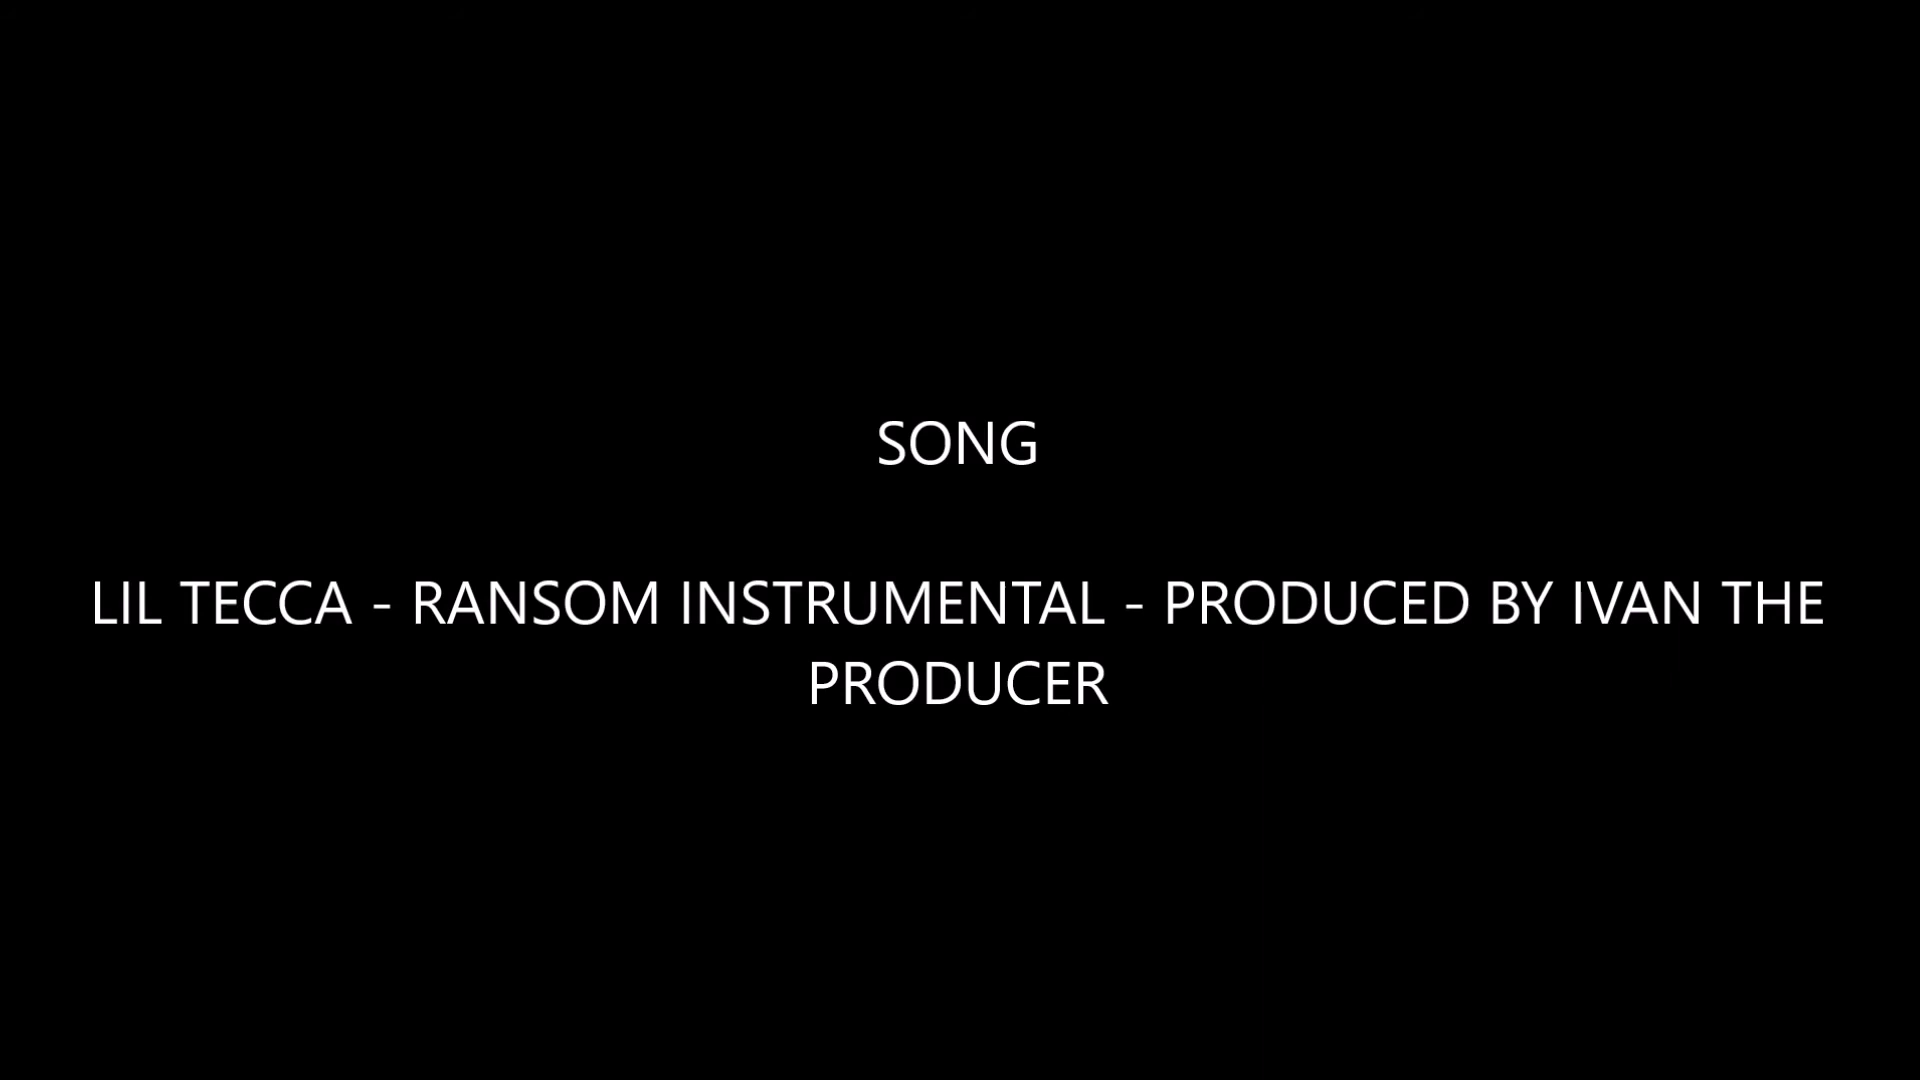 SONG
LIL TECCA - RANSOM INSTRUMENTAL - PRODUCED BY IVAN THE
PRODUCER